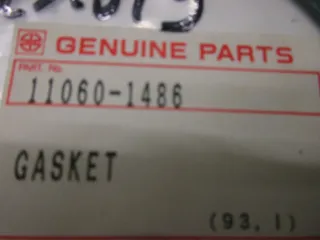 GENUINE PARTS
PART No.
11060-1486
GASKET
(93.1)